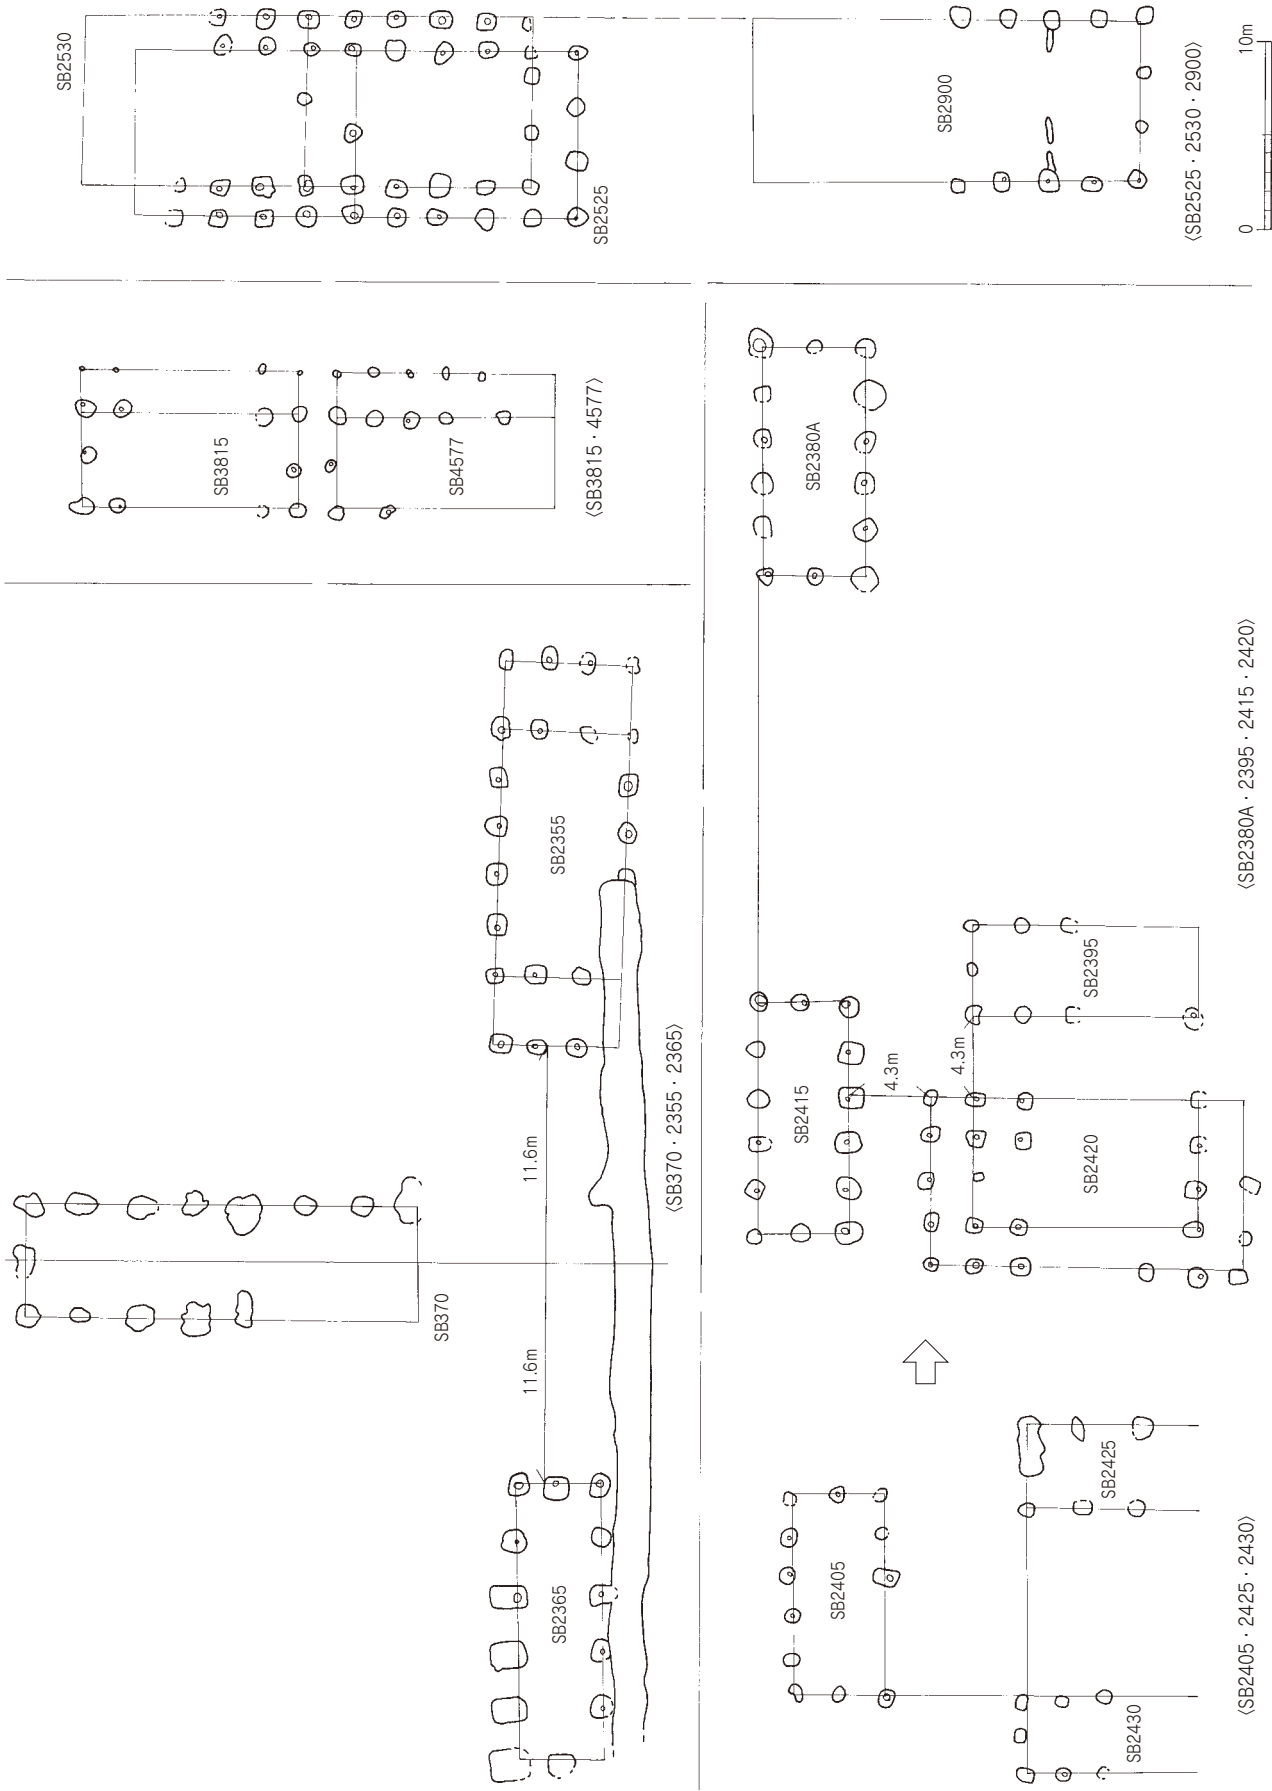 SB370
SB2365
11.6m
11.6m
SB2355
〈SB370・2355・2365〉
SB3815
SB4577
〈SB3815・4577〉
SB2530
SB2525
SB2900
〈SB2525・2530・2900〉
0
10m
SB2405
SB2430
SB2425
〈SB2405・2425・2430〉
SB2415
4.3m
4.3m
SB2420
SB2395
SB2380A
〈SB2380A・2395・2415・2420〉